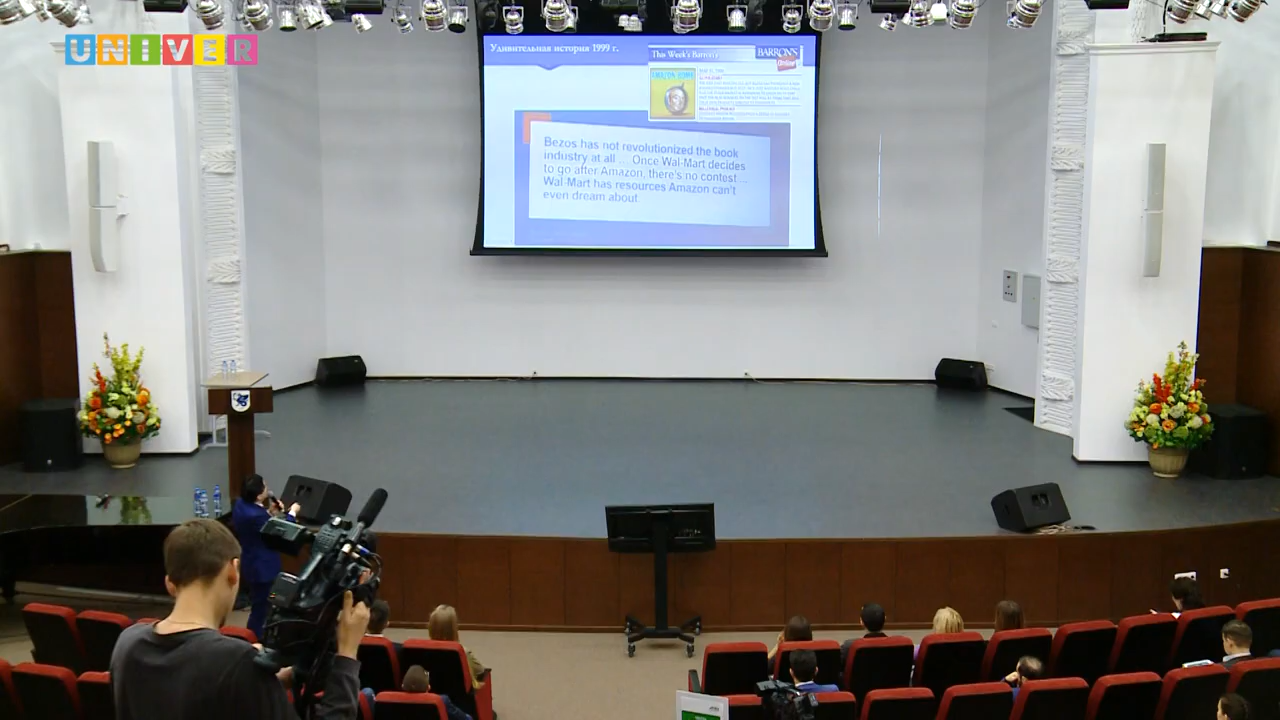 UNIVER
Удивительная история 1999 г.
This Week's Barron's
BARRON'S
Online
AMAZON.BOMB
Bezos has not revolutionized the book
industry at all ... Once Wal-Mart decides
to go after Amazon, there's no contest...
Wal-Mart has resources Amazon can't
even dream about